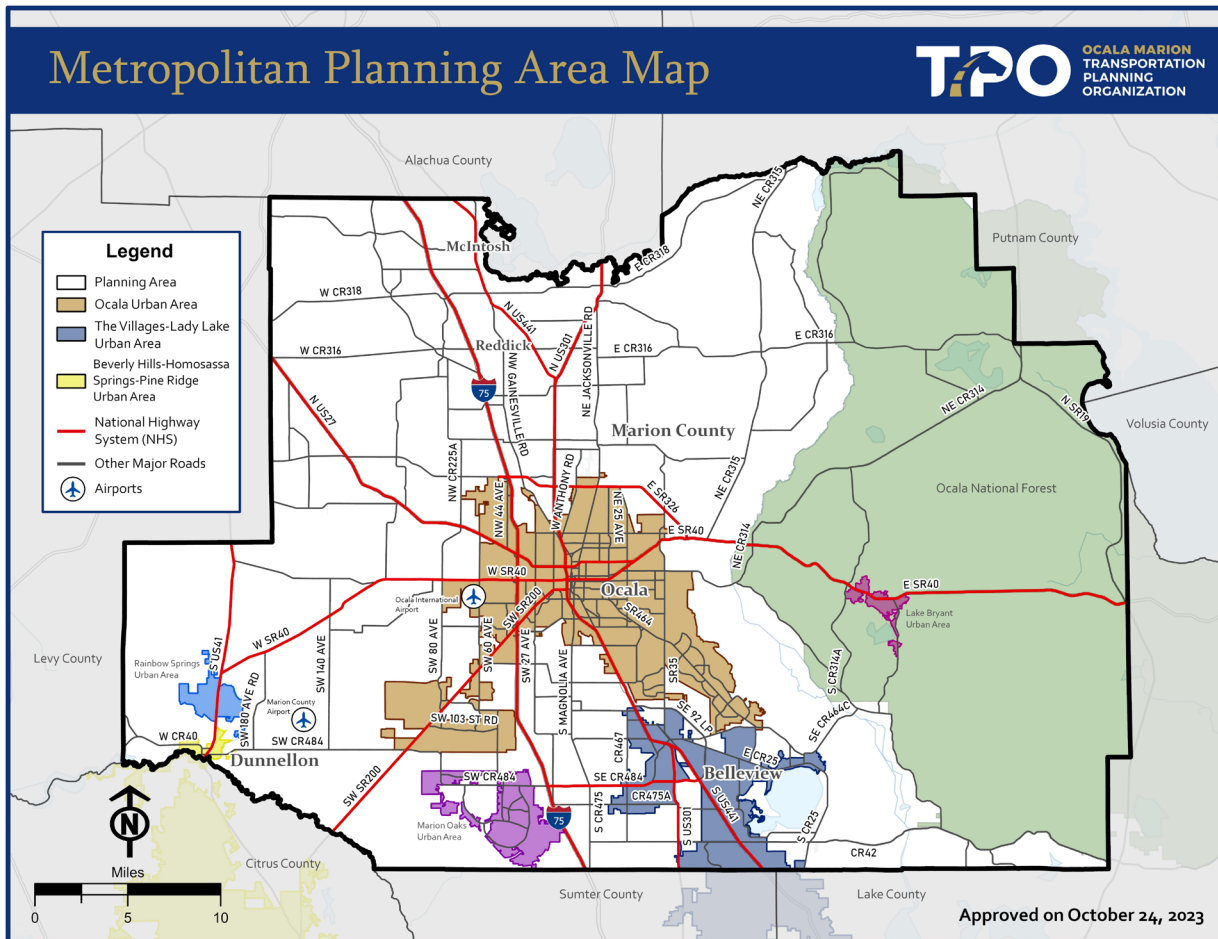 Metropolitan Planning Area Map
TPO
OCALA MARION
TRANSPORTATION
PLANNING
ORGANIZATION
Alachua County
Putnam County
Volusia County
Levy County
Citrus County
Sumter County
Lake County
Legend
Planning Area
Ocala Urban Area
The Villages-Lady Lake
Urban Area
Beverly Hills-Homosassa
Springs-Pine Ridge
Urban Area
National Highway
System (NHS)
Other Major Roads
Airports
McIntosh
NE CR315
E CR318
W CR318
N US441
Reddick
N US301
NE JACKSONVILLE RD
W CR316
E CR316
E CR316
75
NW GAINESVILLE RD
N US27
Marion County
NE CR314
N SR19
NW CR225A
W ANTHONY RD
NE CR315
Ocala National Forest
NW 44 AVE
NE 25 AVE
E SR326
E SR40
NE CR314
W SR40
Ocala
E SR40
Ocala International
Airport
SW SR200
SR464
Lake Bryant
Urban Area
W SR40
S US41
SW 140 AVE
SW 80 AVE
SW 60 AVE
SW 27 AVE
S MAGNOLIA AVE
SR35
S CR314A
Rainbow Springs
Urban Area
SW 180 AVE RD
Marion County
Airport
SW 103 ST RD
SE 92 LP
SE CR464C
W CR40
SW CR484
Dunnellon
CR467
E CR25
Belleview
SW SR200
SW CR484
SE CR484
CR475A
S US441
Marion Oaks
Urban Area
75
S CR475
S US301
S CR25
CR42
N
Miles
0
5
10
Approved on October 24, 2023